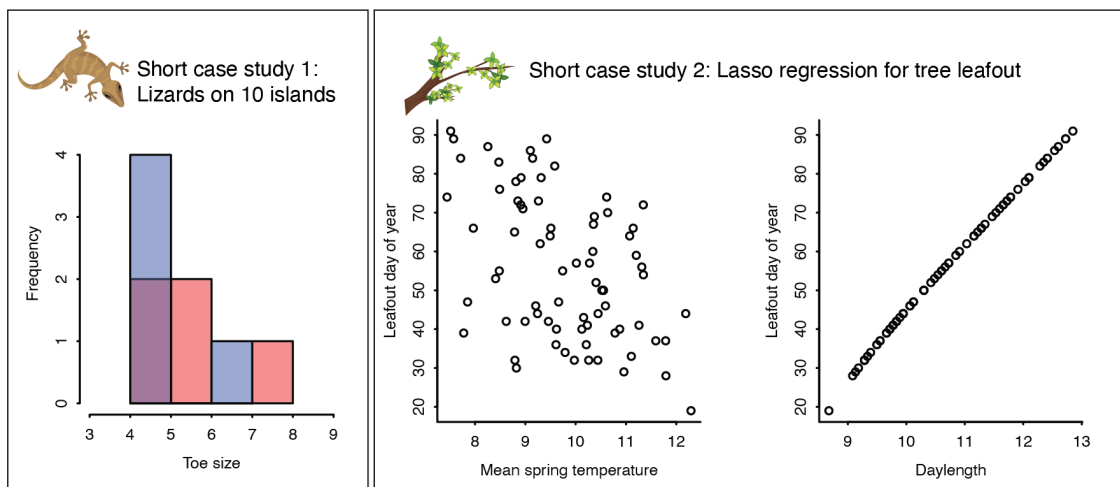 Short case study 1:
Lizards on 10 islands
Frequency
4
3
2
1
0
3 4 5 6 7 8 9
Toe size
Short case study 2: Lasso regression for tree leafout
Leafout day of year
90
80
70
60
50
40
30
20
8 9 10 11 12
Mean spring temperature
Leafout day of year
90
80
70
60
50
40
30
20
9 10 11 12 13
Daylength